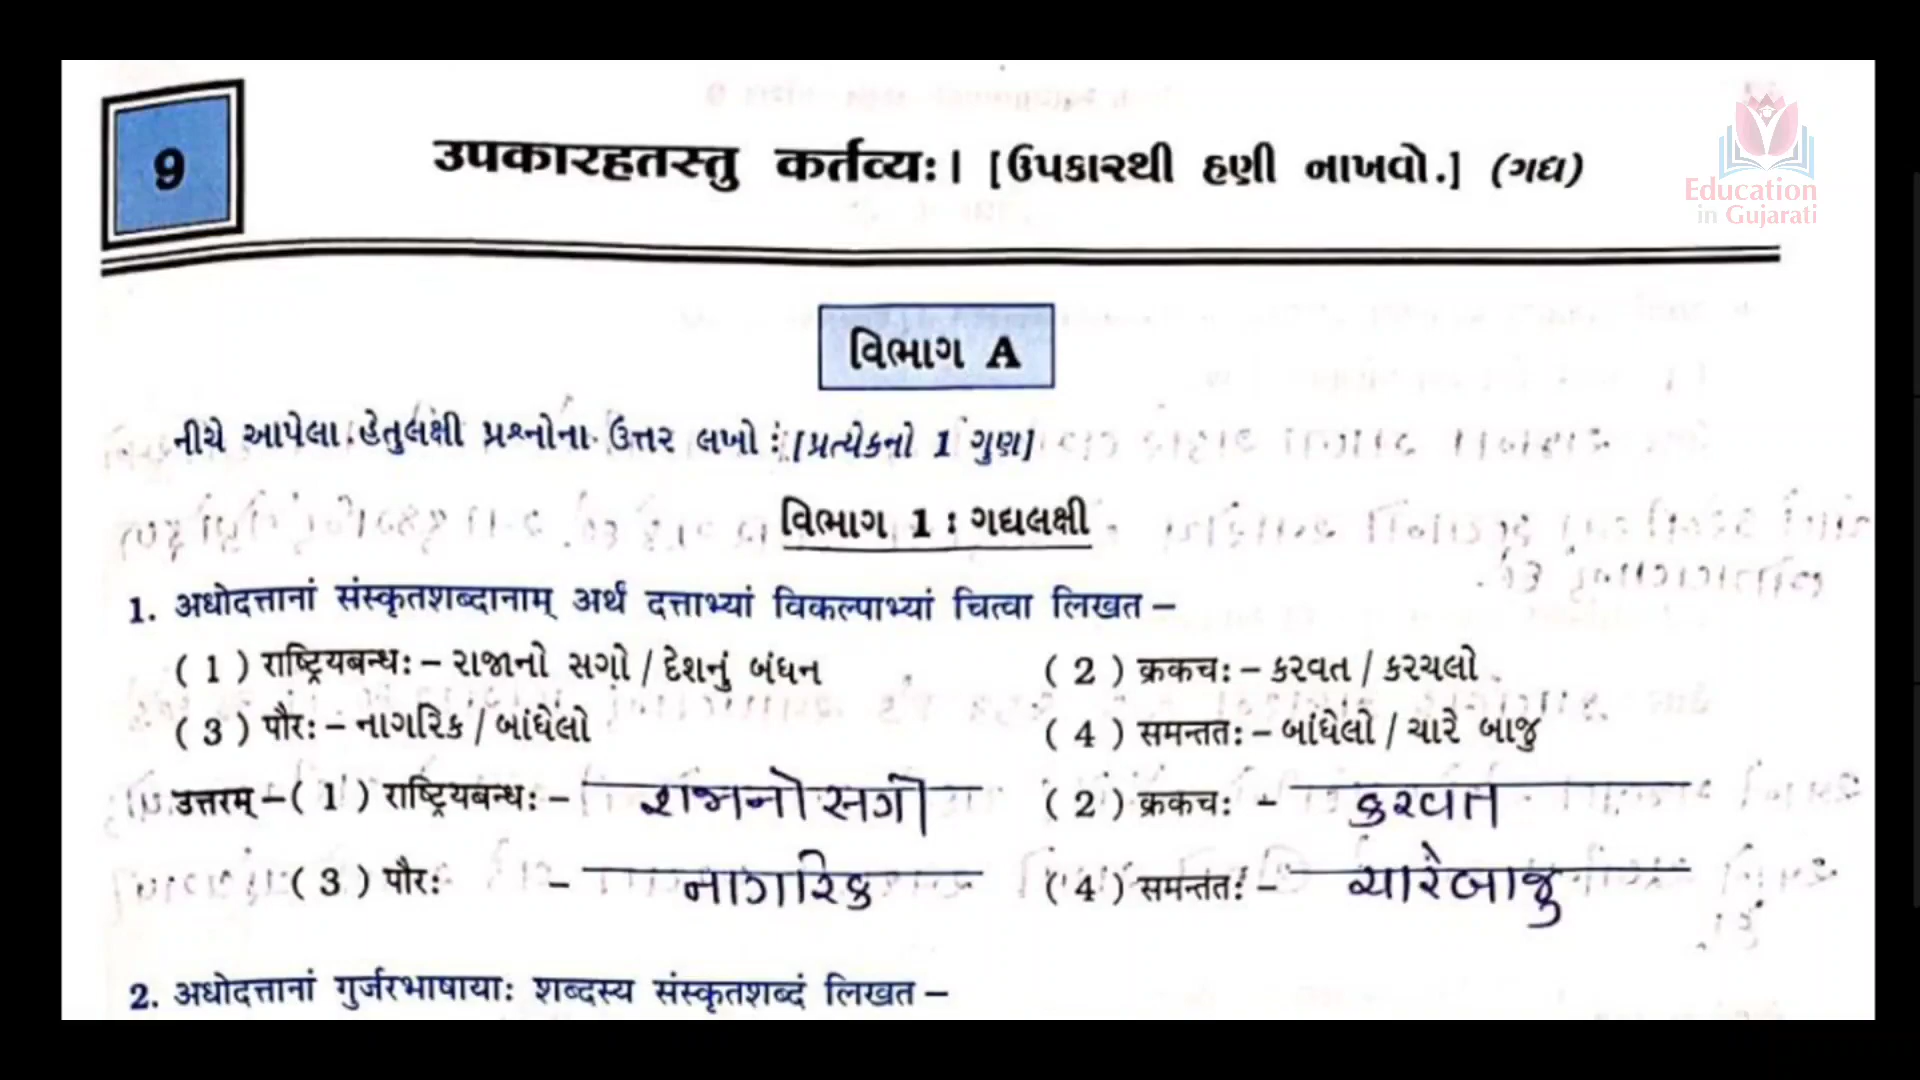 9
उपकारहतस्तु कर्तव्यः। [ઉપકારથી હણી નાખવો.] (ગદ્ય)
Education
in Gujarati
વિભાગ A
નીચે આપેલા હેતુલક્ષી પ્રશ્નોના ઉત્તર લખો : [પ્રત્યેકનો 1 ગુણ]
વિભાગ 1 : ગદ્યલક્ષી
1. अधोदत्तानां संस्कृतशब्दानाम् अर्थं दत्ताभ्यां विकल्पाभ्यां चित्वा लिखत –
( 1 ) राष्ट्रियबन्धः – રાજાનો સગો / દેશનું બંધન ( 2 ) क्रकचः – કરવત / કરચલો
( 3 ) पौरः – નાગરિક / બાંધેલો ( 4 ) समन्ततः – બાંધેલો / ચારે બાજુ
उत्तरम् – ( 1 ) राष्ट्रियबन्धः – રાજાનો સગો ( 2 ) क्रकचः – કરવત
( 3 ) पौरः – નાગરિક ( 4 ) समन्ततः – ચારેબાજુ
2. अधोदत्तानां गुर्जरभाषायाः शब्दस्य संस्कृतशब्दं लिखत –